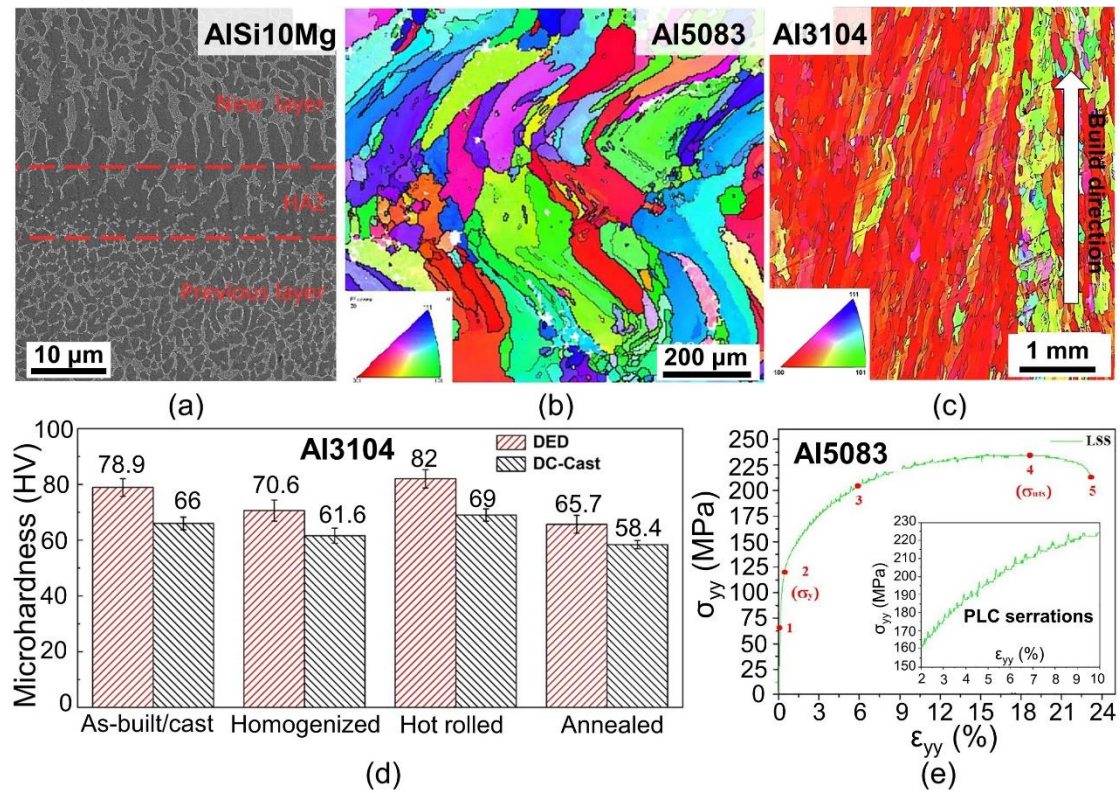 AlSi10Mg
New layer
HAZ
Previous layer
10 µm
(a)
Al5083
111
200 µm
(b)
Al3104
Build direction
111
100
101
1 mm
(c)
Al3104
DED
DC-Cast
Microhardness (HV)
100
80
60
40
20
0
78.9
66
70.6
61.6
82
69
65.7
58.4
As-built/cast
Homogenized
Hot rolled
Annealed
(d)
Al5083
LSS
σyy (MPa)
250
225
200
175
150
125
100
75
50
25
0
1
2
(σy)
3
4
(σuts)
5
230
220
210
200
190
180
170
160
150
σyy (MPa)
PLC serrations
εyy (%)
2 3 4 5 6 7 8 9 10
0 3 6 9 12 15 18 21 24
εyy (%)
(e)